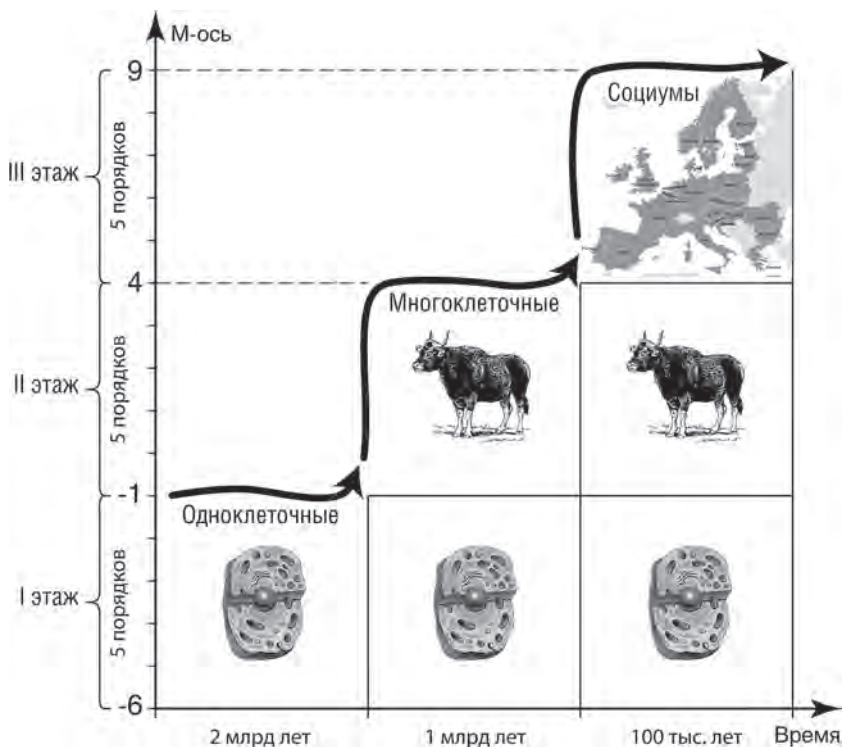 М-ось
9
Социумы
III этаж
5 порядков
4
Многоклеточные
II этаж
5 порядков
-1
Одноклеточные
I этаж
5 порядков
-6
2 млрд лет
1 млрд лет
100 тыс. лет
Время